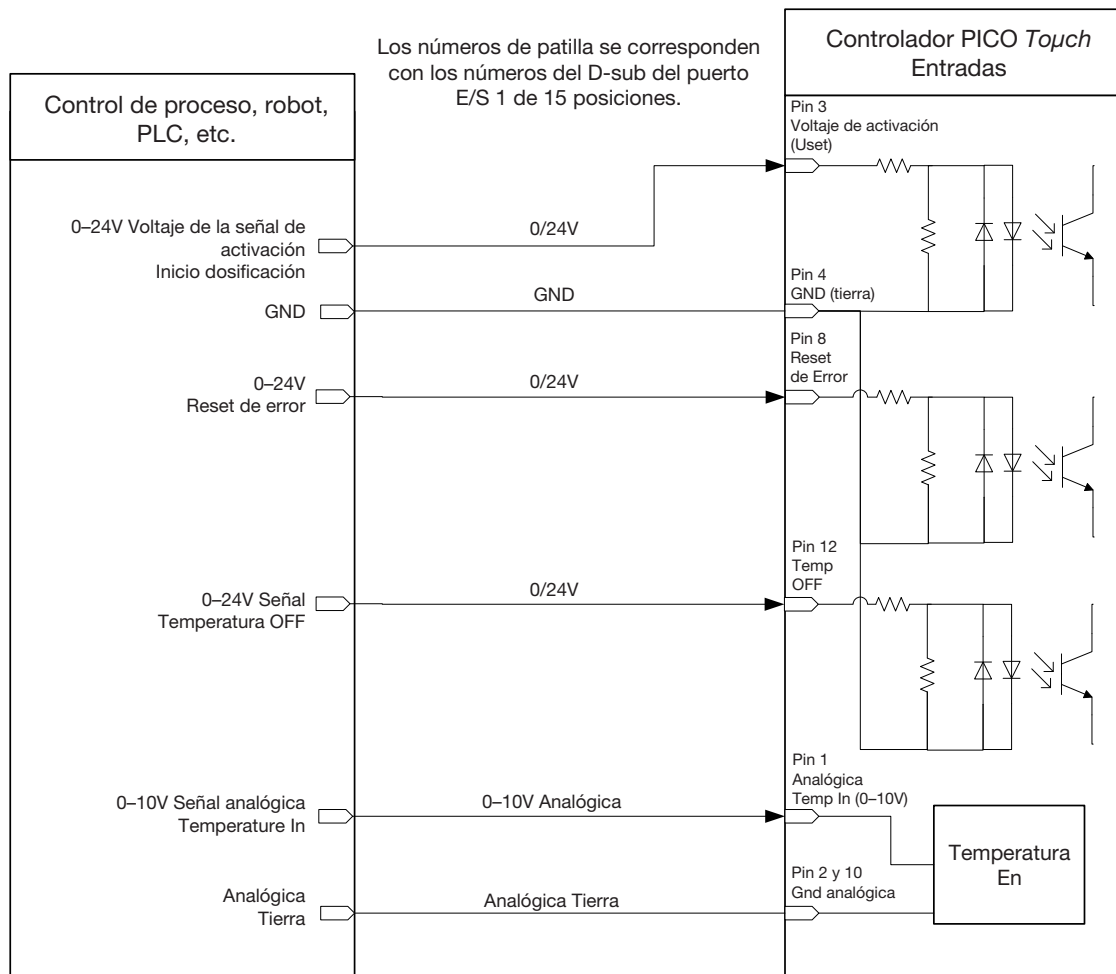 Los números de patilla se corresponden
con los números del D-sub del puerto
E/S 1 de 15 posiciones.
Controlador PICO Toµch
Entradas
Control de proceso, robot,
PLC, etc.
Pin 3
Voltaje de activación
(Uset)
0–24V Voltaje de la señal de
activación
Inicio dosificación
0/24V
GND
GND
Pin 4
GND (tierra)
0–24V
Reset de error
0/24V
Pin 8
Reset
de Error
0–24V Señal
Temperatura OFF
0/24V
Pin 12
Temp
OFF
0–10V Señal analógica
Temperature In
0–10V Analógica
Pin 1
Analógica
Temp In (0–10V)
Temperatura
En
Analógica
Tierra
Analógica Tierra
Pin 2 y 10
Gnd analógica